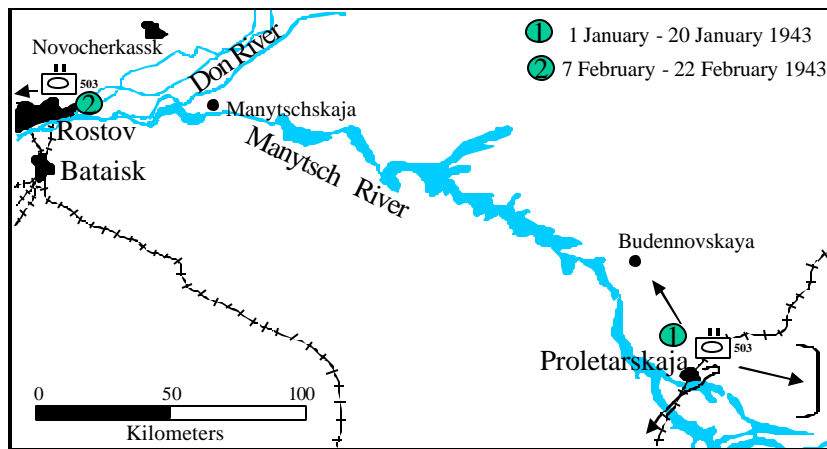 Novocherkassk
503
2
Rostov
Bataisk
Don River
Manytschskaja
Manytsch River
1 1 January - 20 January 1943
2 7 February - 22 February 1943
Budennovskaya
1
503
Proletarskaja
0 50 100
Kilometers